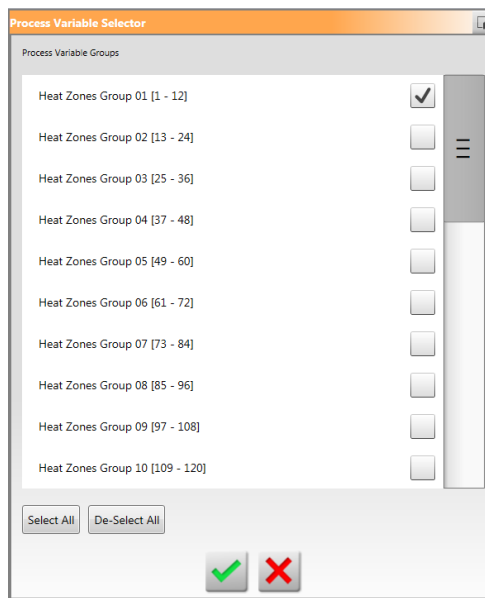 Process Variable Selector
Process Variable Groups
Heat Zones Group 01 [1 - 12]
Heat Zones Group 02 [13 - 24]
Heat Zones Group 03 [25 - 36]
Heat Zones Group 04 [37 - 48]
Heat Zones Group 05 [49 - 60]
Heat Zones Group 06 [61 - 72]
Heat Zones Group 07 [73 - 84]
Heat Zones Group 08 [85 - 96]
Heat Zones Group 09 [97 - 108]
Heat Zones Group 10 [109 - 120]
Select All De-Select All